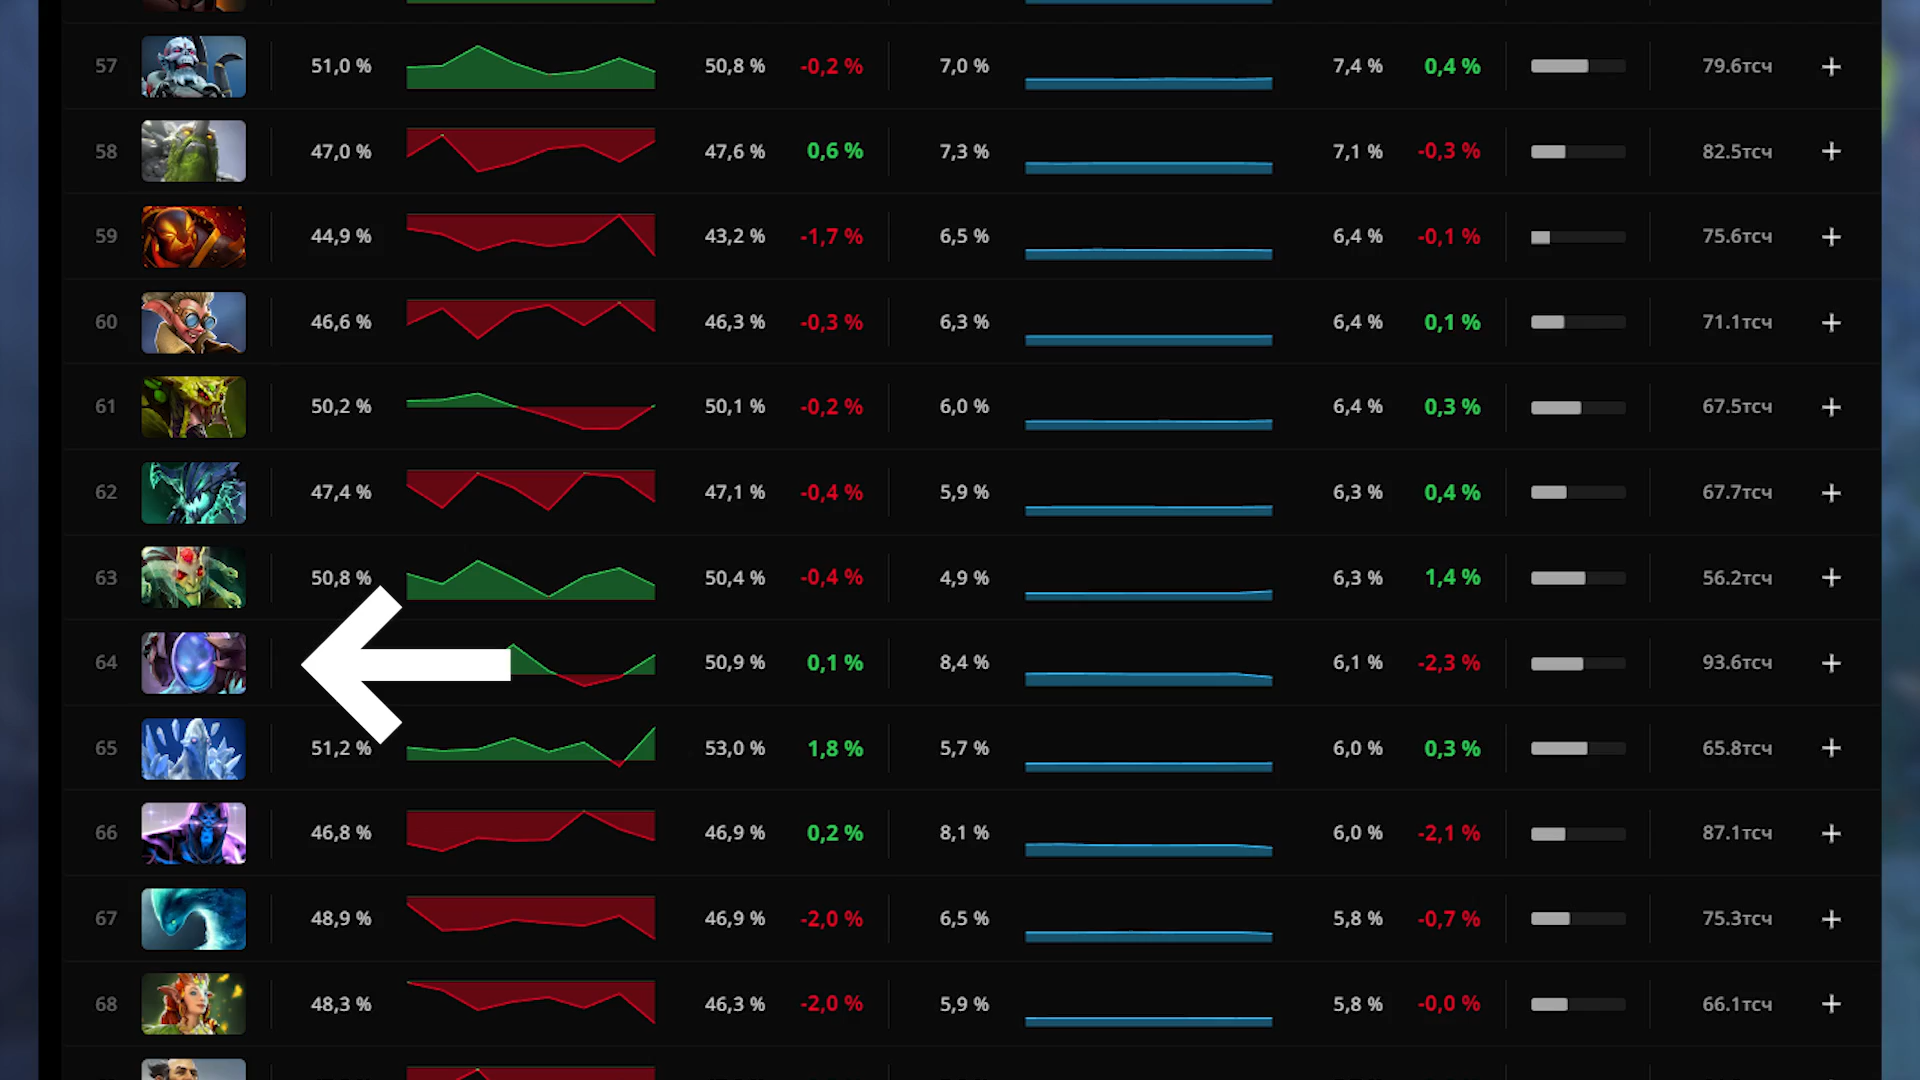 57 51,0 % 50,8 % -0,2 % 7,0 % 7,4 % 0,4 % 79.6тсч +
58 47,0 % 47,6 % 0,6 % 7,3 % 7,1 % -0,3 % 82.5тсч +
59 44,9 % 43,2 % -1,7 % 6,5 % 6,4 % -0,1 % 75.6тсч +
60 46,6 % 46,3 % -0,3 % 6,3 % 6,4 % 0,1 % 71.1тсч +
61 50,2 % 50,1 % -0,2 % 6,0 % 6,4 % 0,3 % 67.5тсч +
62 47,4 % 47,1 % -0,4 % 5,9 % 6,3 % 0,4 % 67.7тсч +
63 50,8 % 50,4 % -0,4 % 4,9 % 6,3 % 1,4 % 56.2тсч +
64 50,9 % 0,1 % 8,4 % 6,1 % -2,3 % 93.6тсч +
65 51,2 % 53,0 % 1,8 % 5,7 % 6,0 % 0,3 % 65.8тсч +
66 46,8 % 46,9 % 0,2 % 8,1 % 6,0 % -2,1 % 87.1тсч +
67 48,9 % 46,9 % -2,0 % 6,5 % 5,8 % -0,7 % 75.3тсч +
68 48,3 % 46,3 % -2,0 % 5,9 % 5,8 % -0,0 % 66.1тсч +